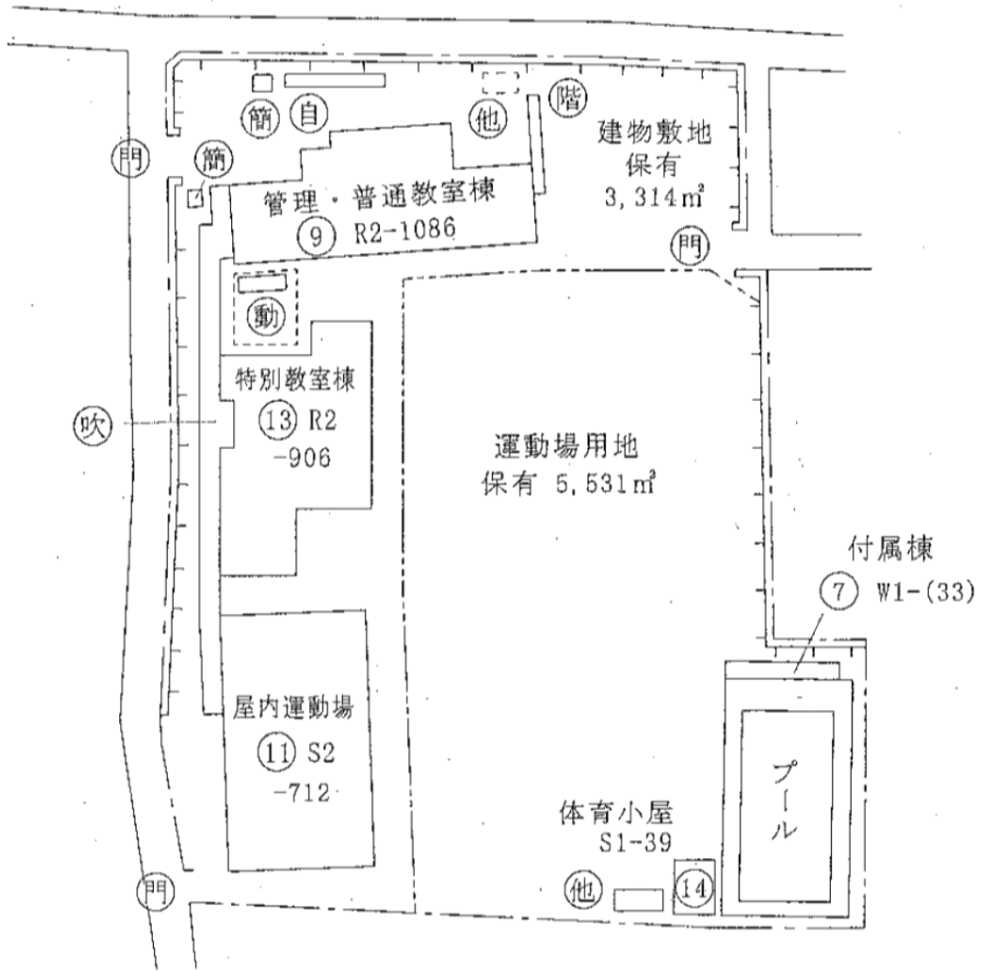 簡
自
他
階
門
簡
建物敷地
保有
3,314㎡
管理・普通教室棟
⑨ R2-1086
門
動
特別教室棟
⑬ R2
-906
吹
運動場用地
保有 5,531㎡
付属棟
⑦ W1-(33)
屋内運動場
⑪ S2
-712
プール
体育小屋
S1-39
門
他
⑭